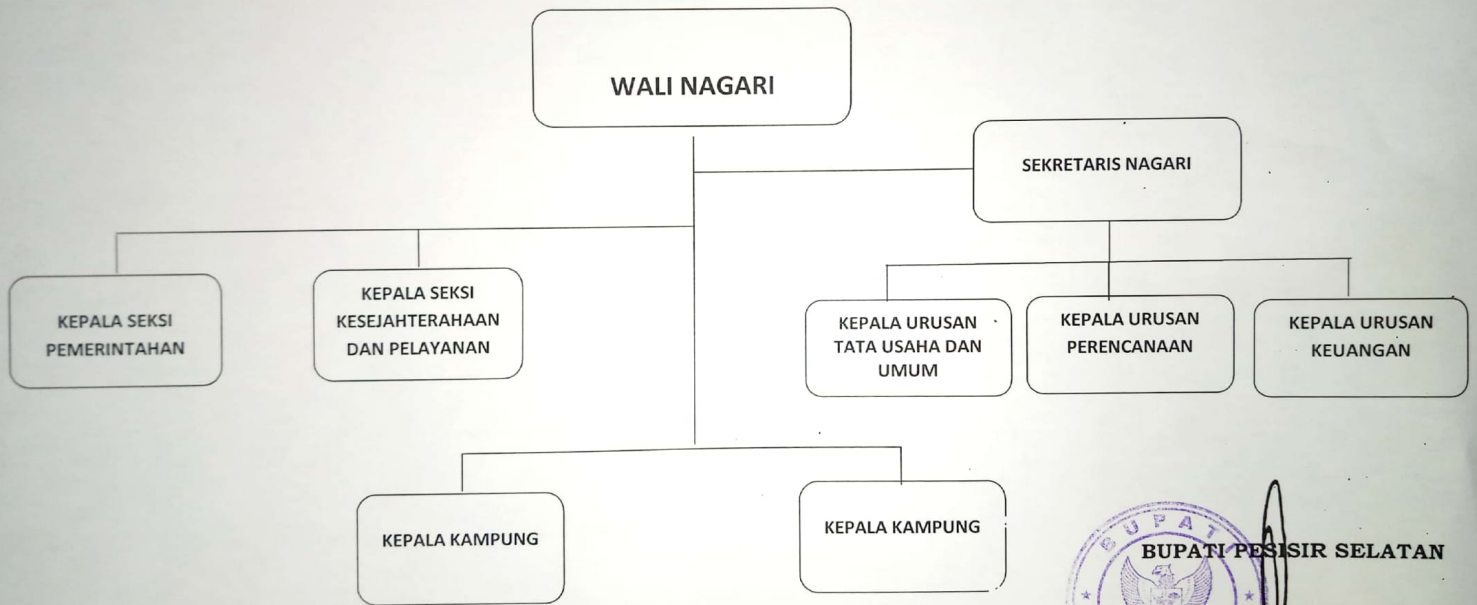 WALI NAGARI
SEKRETARIS NAGARI
KEPALA SEKSI
PEMERINTAHAN
KEPALA SEKSI
KESEJAHTERAHAAN
DAN PELAYANAN
KEPALA URUSAN
TATA USAHA DAN
UMUM
KEPALA URUSAN
PERENCANAAN
KEPALA URUSAN
KEUANGAN
KEPALA KAMPUNG
KEPALA KAMPUNG
BUPATI
BUPATI PESISIR SELATAN